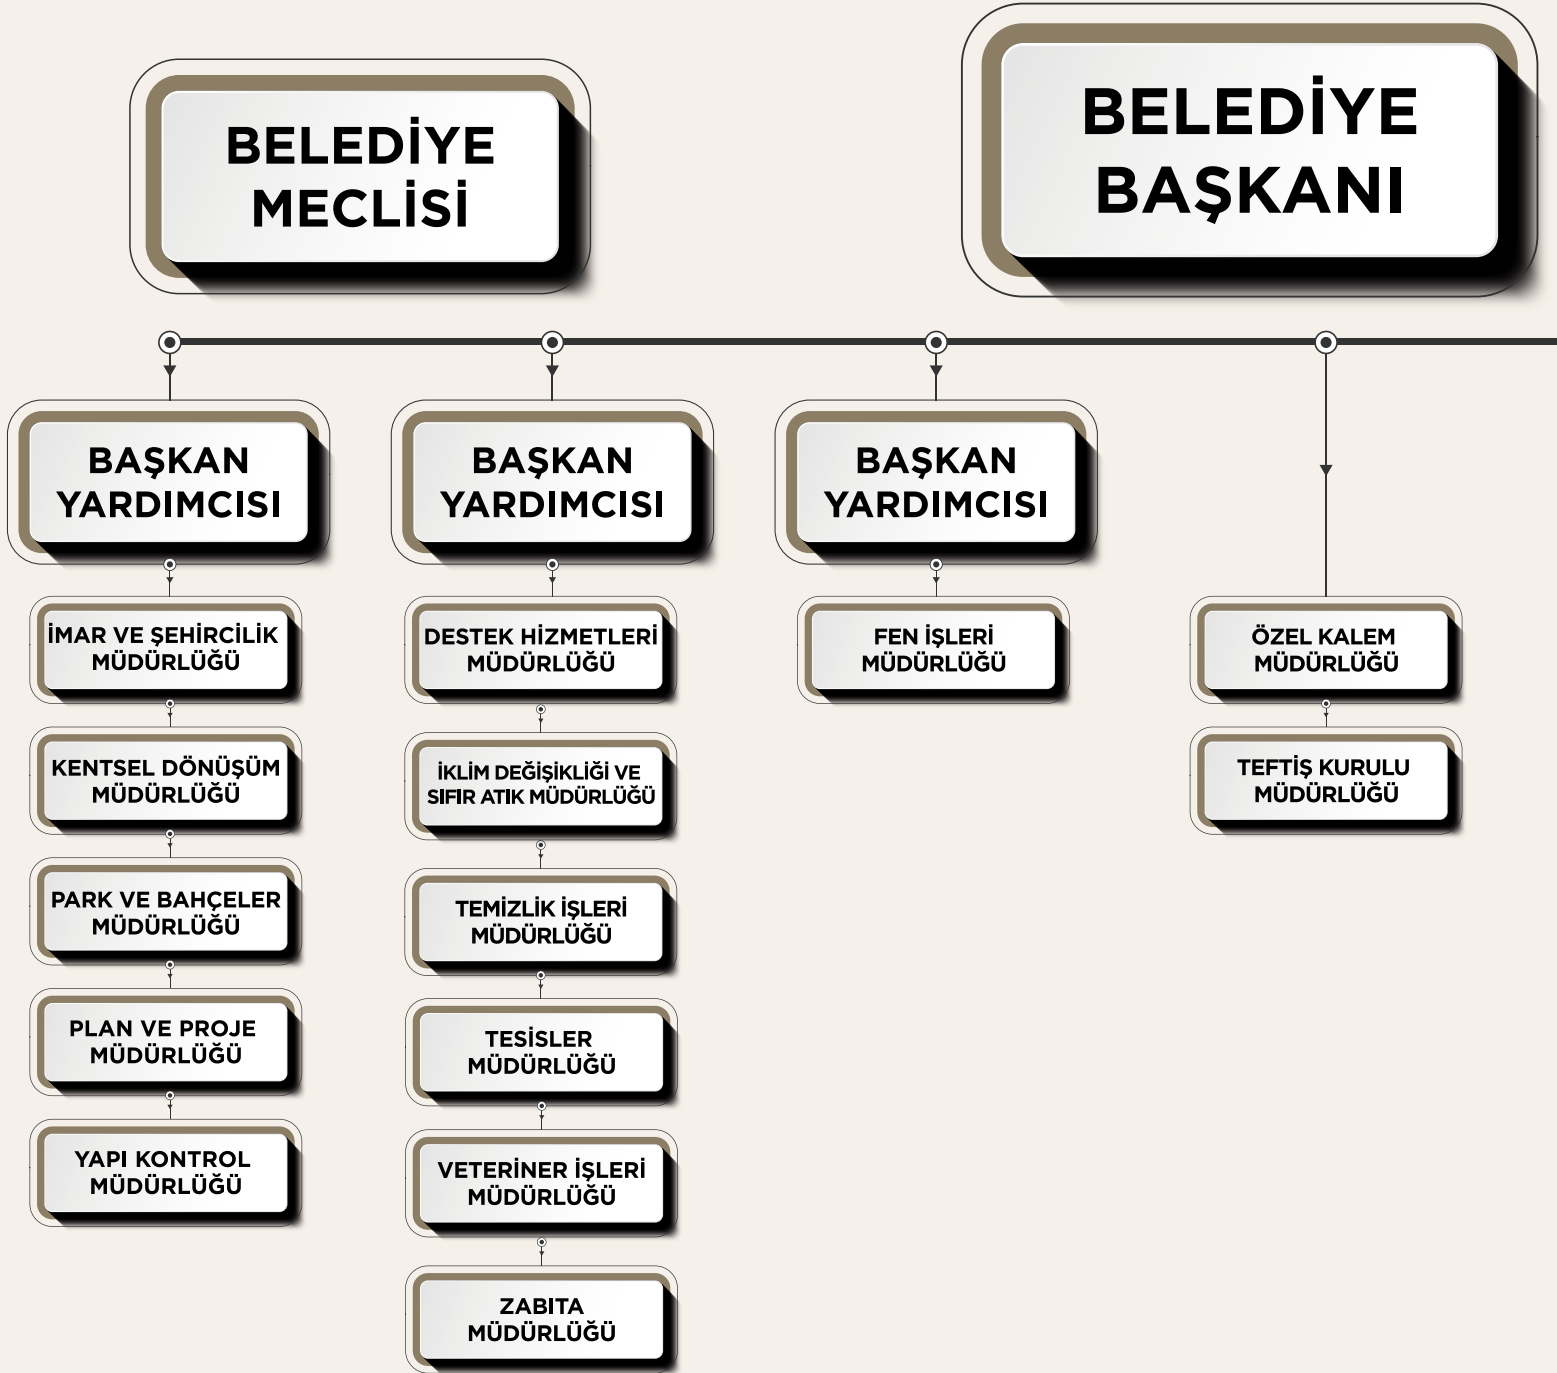 BELEDİYE
MECLİSİ
BELEDİYE
BAŞKANI
BAŞKAN
YARDIMCISI
İMAR VE ŞEHİRCİLİK
MÜDÜRLÜĞÜ
KENTSEL DÖNÜŞÜM
MÜDÜRLÜĞÜ
PARK VE BAHÇELER
MÜDÜRLÜĞÜ
PLAN VE PROJE
MÜDÜRLÜĞÜ
YAPI KONTROL
MÜDÜRLÜĞÜ
BAŞKAN
YARDIMCISI
DESTEK HİZMETLERİ
MÜDÜRLÜĞÜ
İKLİM DEĞİŞİKLİĞİ VE
SIFIR ATIK MÜDÜRLÜĞÜ
TEMİZLİK İŞLERİ
MÜDÜRLÜĞÜ
TESİSLER
MÜDÜRLÜĞÜ
VETERİNER İŞLERİ
MÜDÜRLÜĞÜ
ZABITA
MÜDÜRLÜĞÜ
BAŞKAN
YARDIMCISI
FEN İŞLERİ
MÜDÜRLÜĞÜ
ÖZEL KALEM
MÜDÜRLÜĞÜ
TEFTİŞ KURULU
MÜDÜRLÜĞÜ